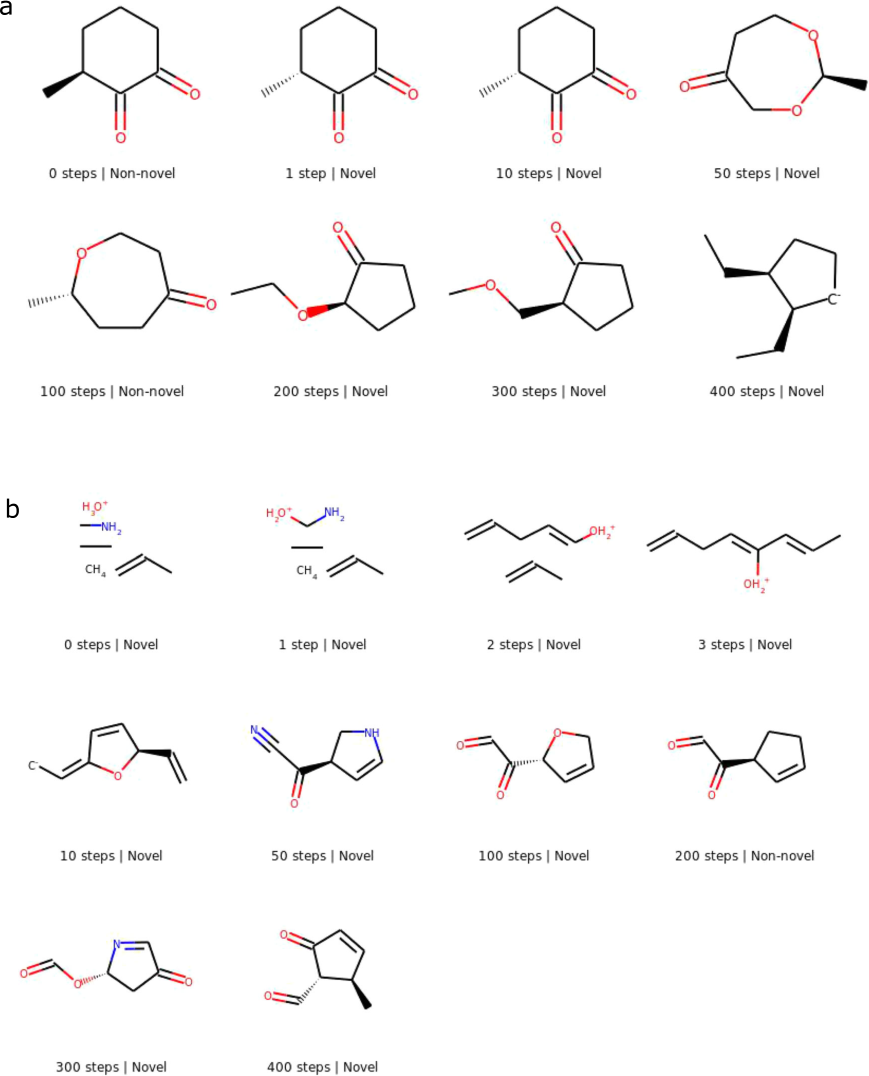 a
O O O O O O O O O
0 steps | Non-novel 1 step | Novel 10 steps | Novel 50 steps | Novel
O O O O O O C-
100 steps | Non-novel 200 steps | Novel 300 steps | Novel 400 steps | Novel
b
H3O+ H2O+ NH2 OH2+
NH2
CH4 CH4 OH2+
0 steps | Novel 1 step | Novel 2 steps | Novel 3 steps | Novel
N NH O O
C- O O O O
10 steps | Novel 50 steps | Novel 100 steps | Novel 200 steps | Non-novel
N O
O O O O
300 steps | Novel 400 steps | Novel